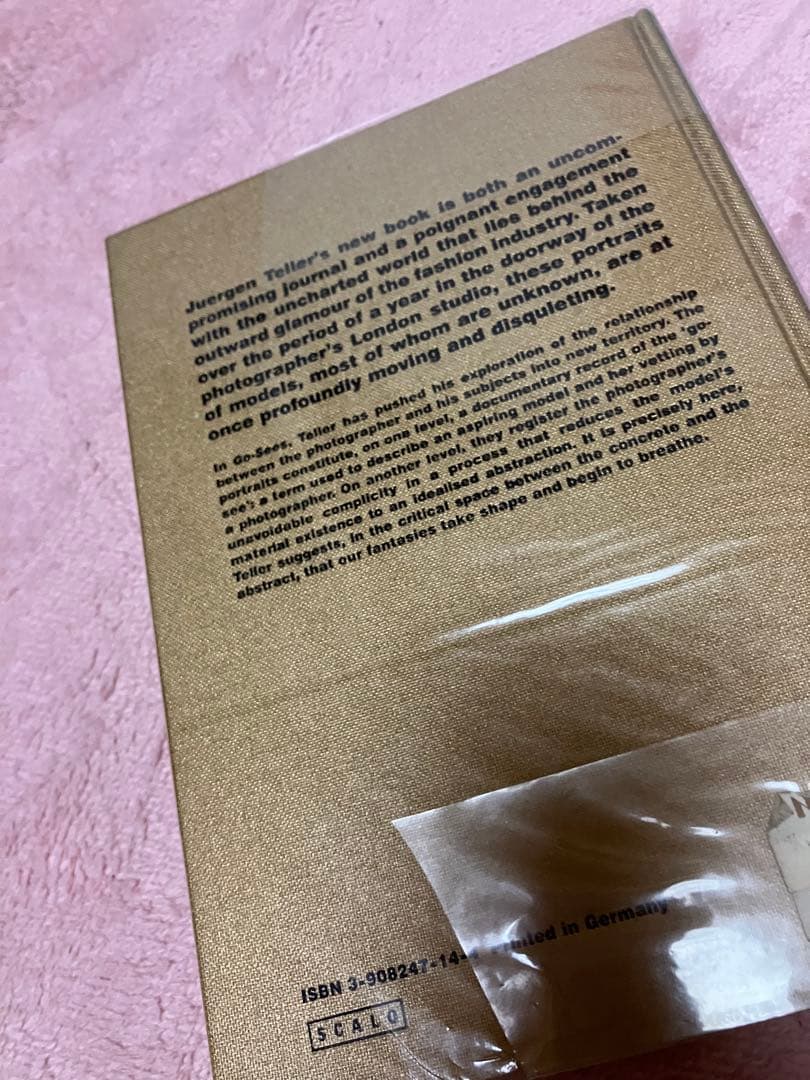 Juergen Teller's new book is both an uncom-
promising journal and a poignant engagement
with the uncharted world that lies behind the
outward glamour of the fashion industry. Taken
over the period of a year in the doorway of the
photographer's London studio, these portraits
of models, most of whom are unknown, are at
once profoundly moving and disquieting.
In Go-Sees, Teller has pushed his exploration of the relationship
between the photographer and his subjects into new territory. The
portraits constitute, on one level, a documentary record of the 'go-
see': a term used to describe an aspiring model and her vetting by
a photographer. On another level, they register the photographer's
unavoidable complicity in a process that reduces the model's
material existence to an idealised abstraction. It is precisely here,
Teller suggests, in the critical space between the concrete and the
abstract, that our fantasies take shape and begin to breathe.
ISBN 3-908247-14- Printed in Germany
SCALO